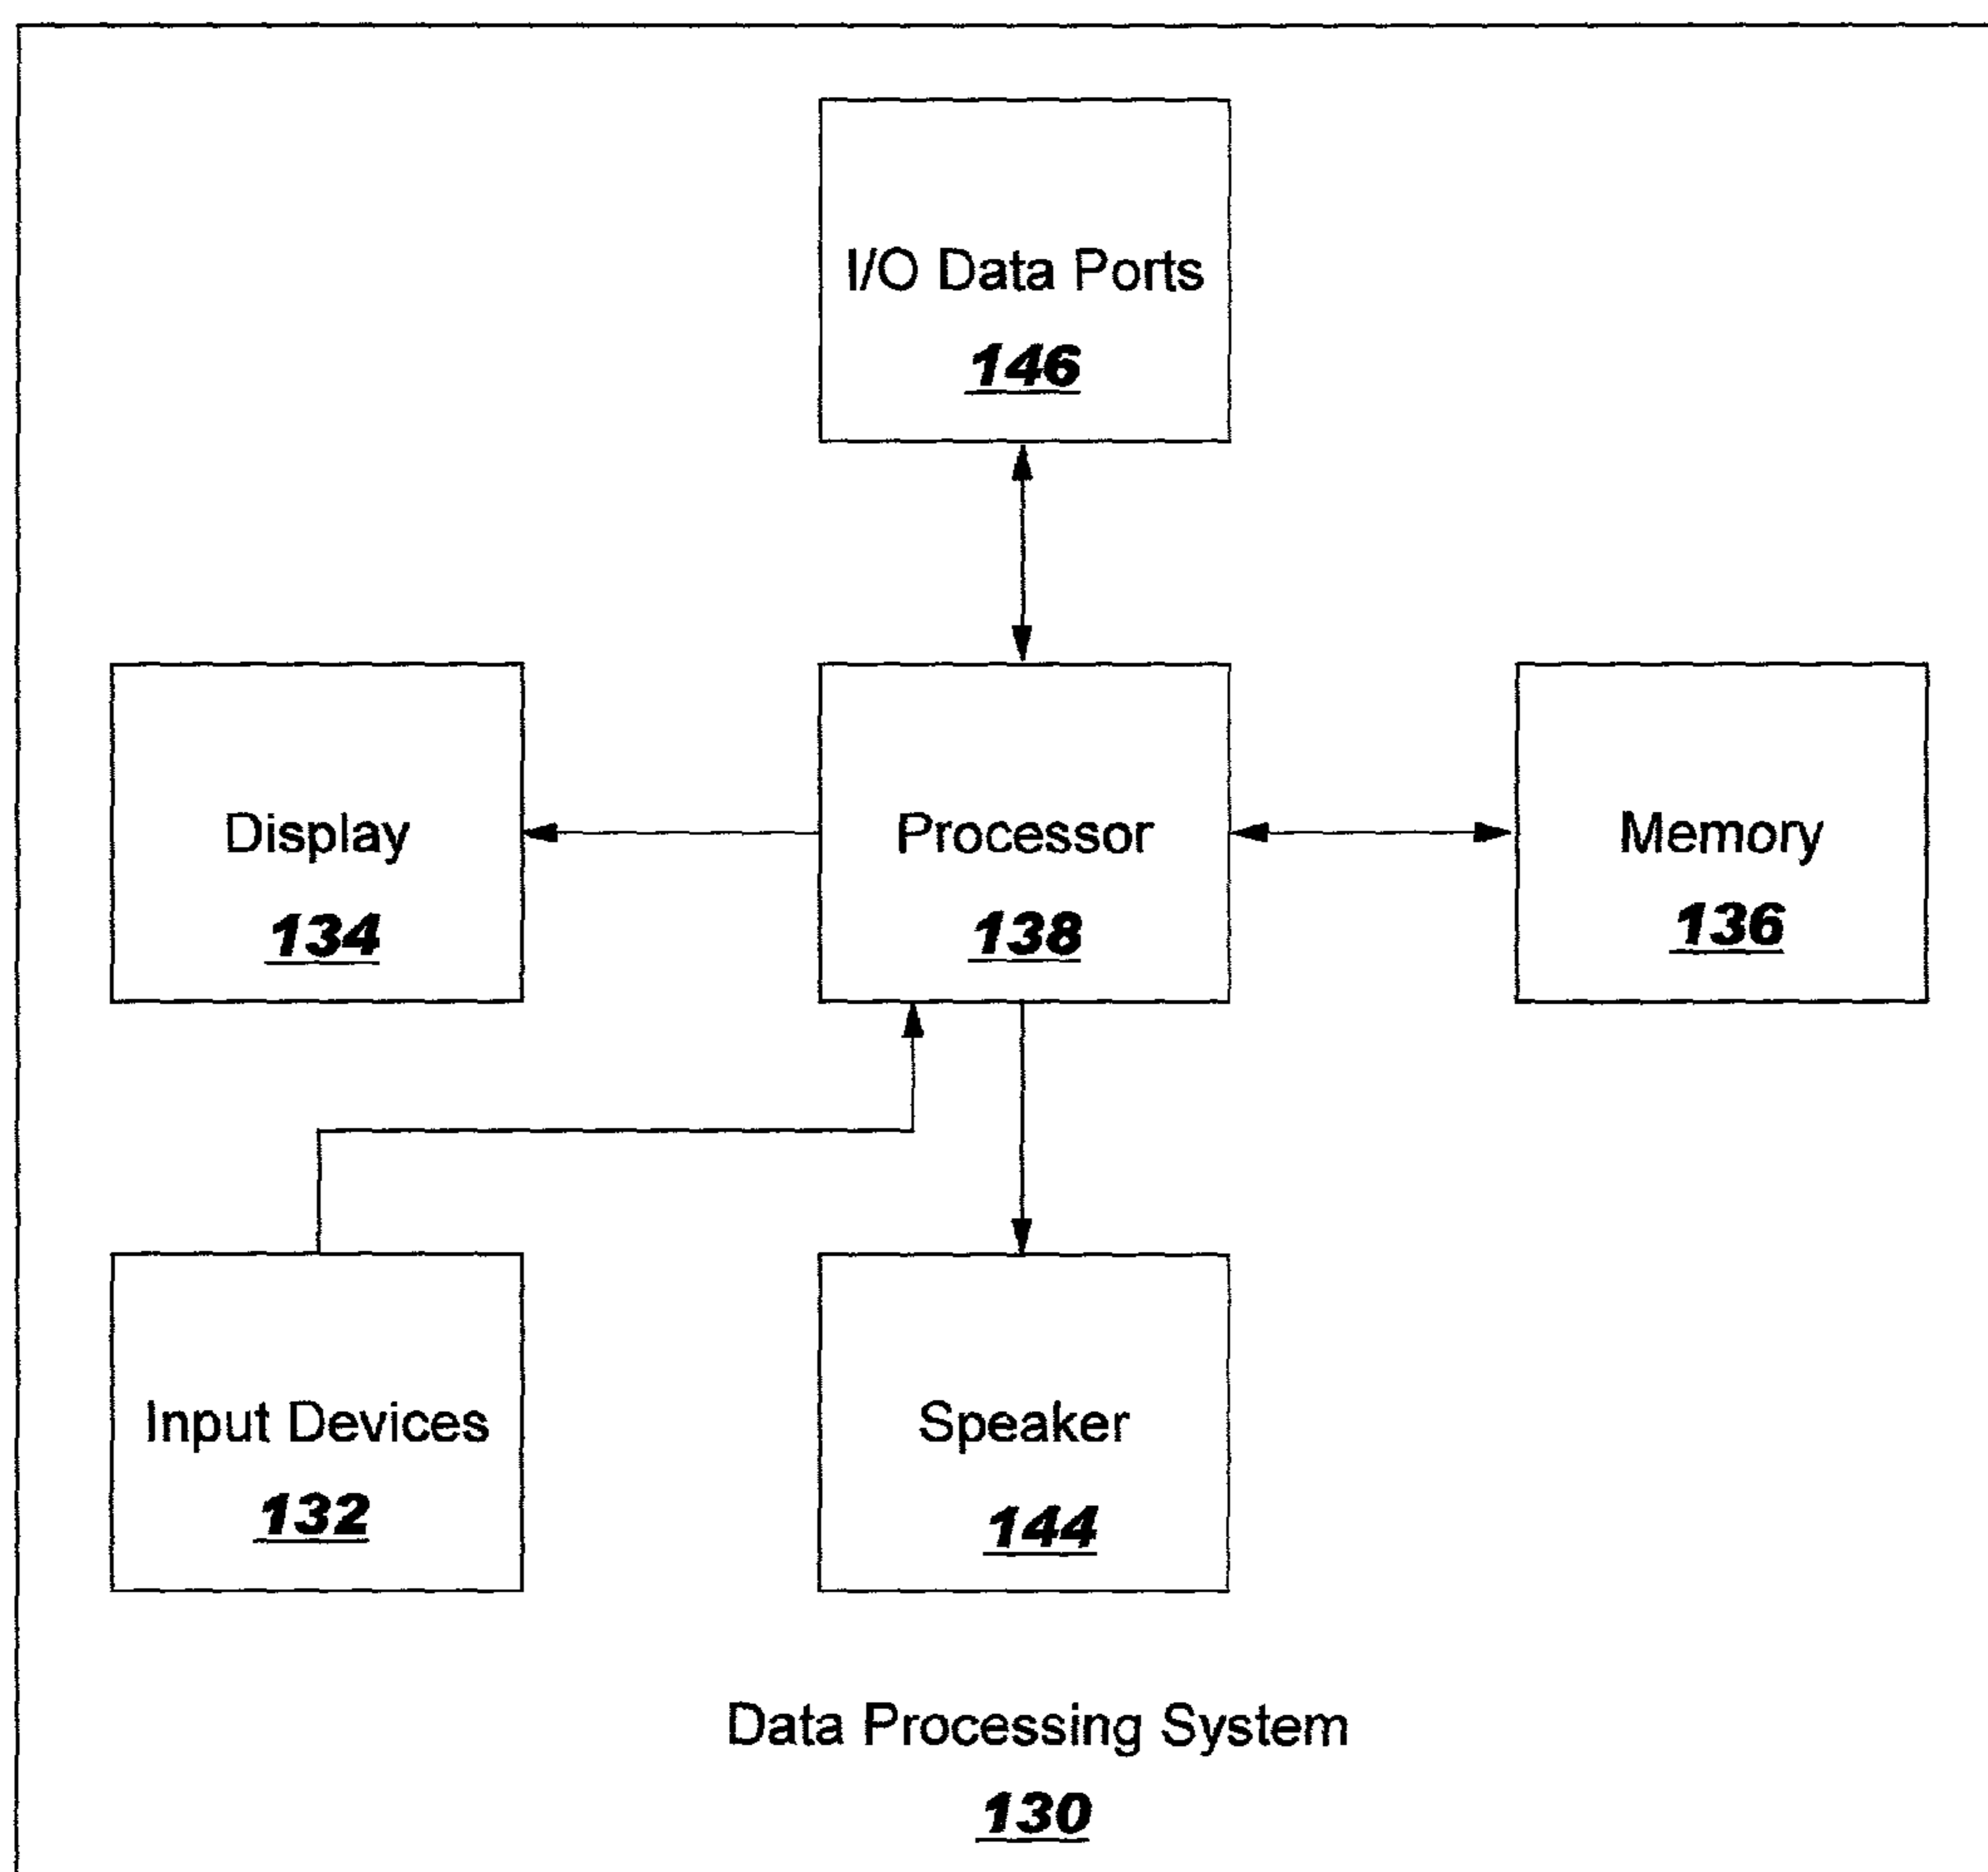 I/O Data Ports
146
Display
134
Processor
138
Memory
136
Input Devices
132
Speaker
144
Data Processing System
130